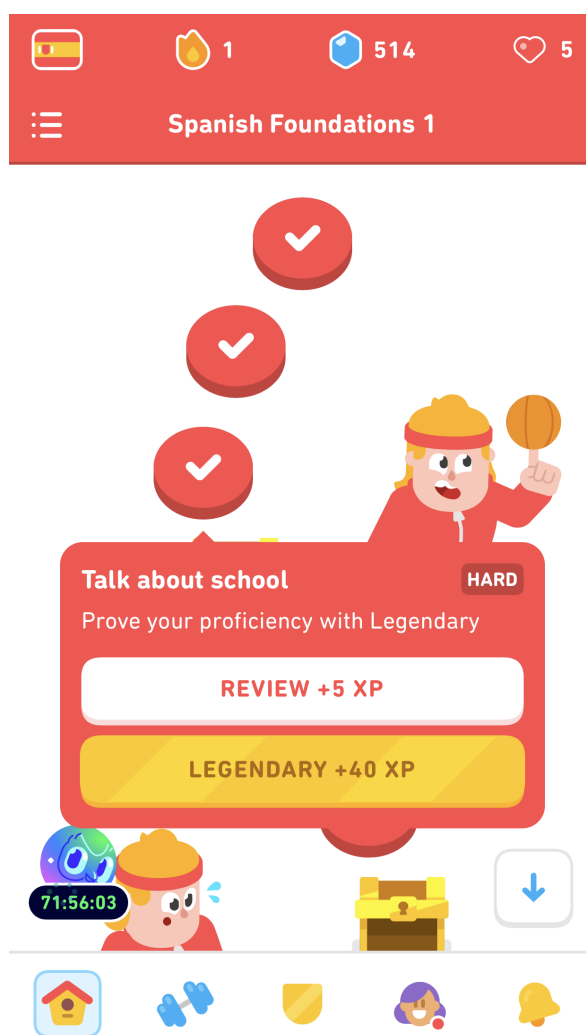 1
514
5
Spanish Foundations 1
Talk about school
HARD
Prove your proficiency with Legendary
REVIEW +5 XP
LEGENDARY +40 XP
71:56:03